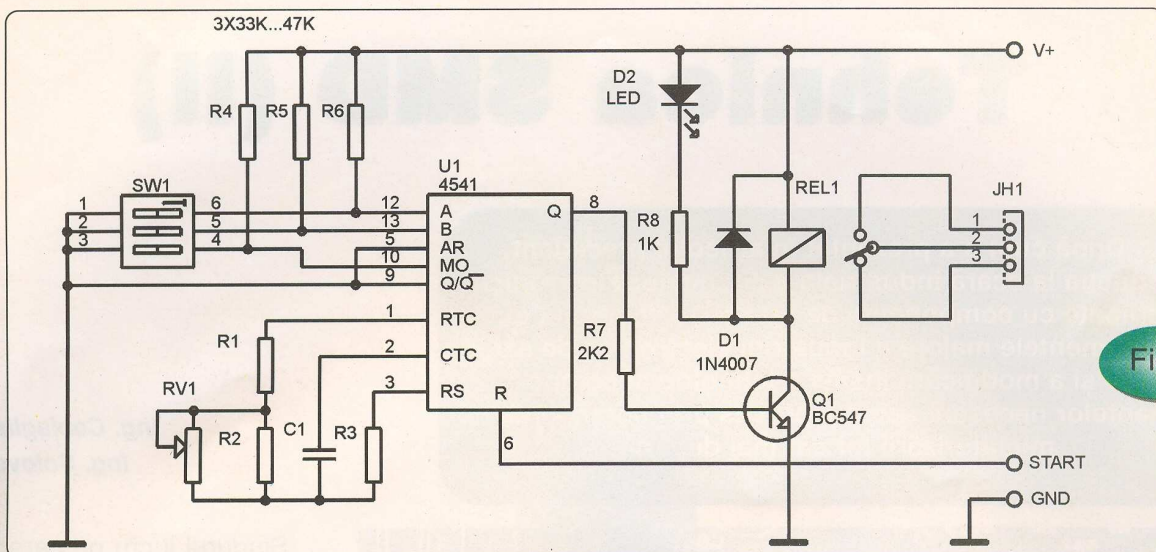 3X33K...47K
V+
D2
LED
R4
R5
R6
U1
4541
SW1
REL1
JH1
1
2
3
6
5
4
12
13
5
10
9
A
B
AR
MO
Q/Q̅
Q
8
R8
1K
1
2
3
R1
1
RTC
R7
2K2
D1
1N4007
2
CTC
RV1
R2
C1
R3
3
RS
R
6
Q1
BC547
START
GND
Fi